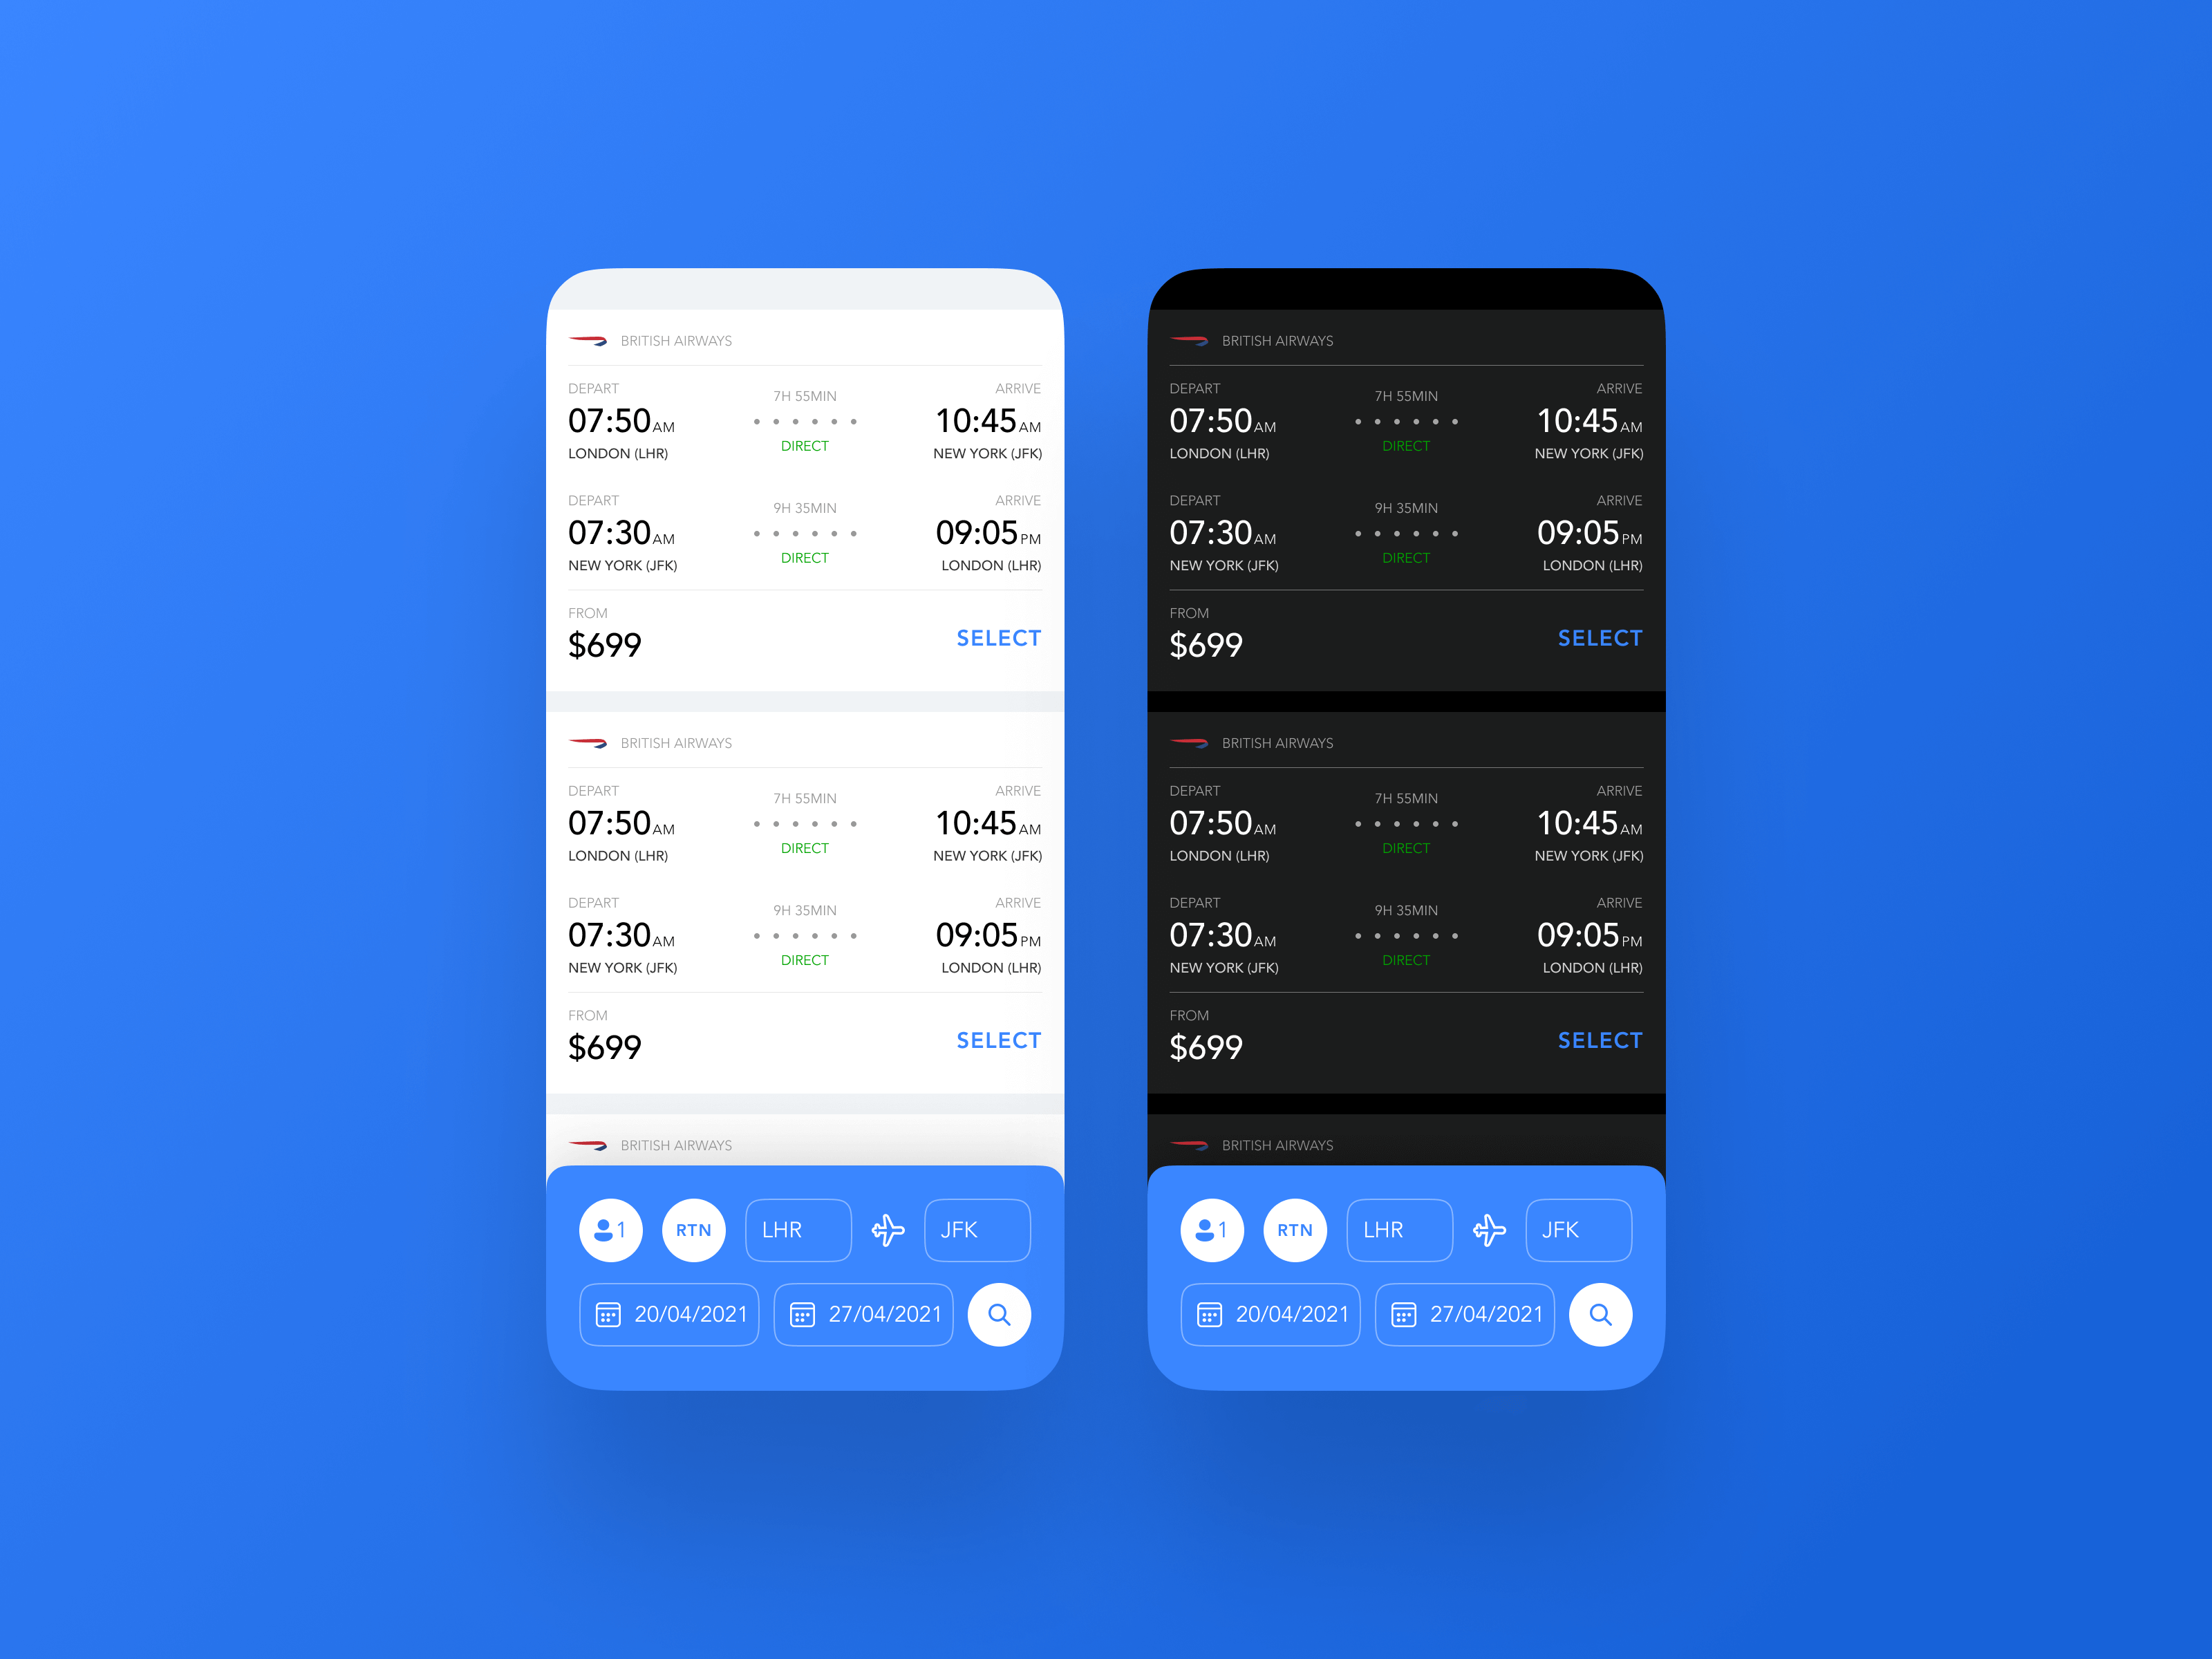 BRITISH AIRWAYS
DEPART 7H 55MIN ARRIVE
07:50AM 10:45AM
DIRECT
LONDON (LHR) NEW YORK (JFK)
DEPART 9H 35MIN ARRIVE
07:30AM 09:05PM
DIRECT
NEW YORK (JFK) LONDON (LHR)
FROM
$699 SELECT
BRITISH AIRWAYS
DEPART 7H 55MIN ARRIVE
07:50AM 10:45AM
DIRECT
LONDON (LHR) NEW YORK (JFK)
DEPART 9H 35MIN ARRIVE
07:30AM 09:05PM
DIRECT
NEW YORK (JFK) LONDON (LHR)
FROM
$699 SELECT
BRITISH AIRWAYS
1 RTN LHR JFK
20/04/2021 27/04/2021
BRITISH AIRWAYS
DEPART 7H 55MIN ARRIVE
07:50AM 10:45AM
DIRECT
LONDON (LHR) NEW YORK (JFK)
DEPART 9H 35MIN ARRIVE
07:30AM 09:05PM
DIRECT
NEW YORK (JFK) LONDON (LHR)
FROM
$699 SELECT
BRITISH AIRWAYS
DEPART 7H 55MIN ARRIVE
07:50AM 10:45AM
DIRECT
LONDON (LHR) NEW YORK (JFK)
DEPART 9H 35MIN ARRIVE
07:30AM 09:05PM
DIRECT
NEW YORK (JFK) LONDON (LHR)
FROM
$699 SELECT
BRITISH AIRWAYS
1 RTN LHR JFK
20/04/2021 27/04/2021